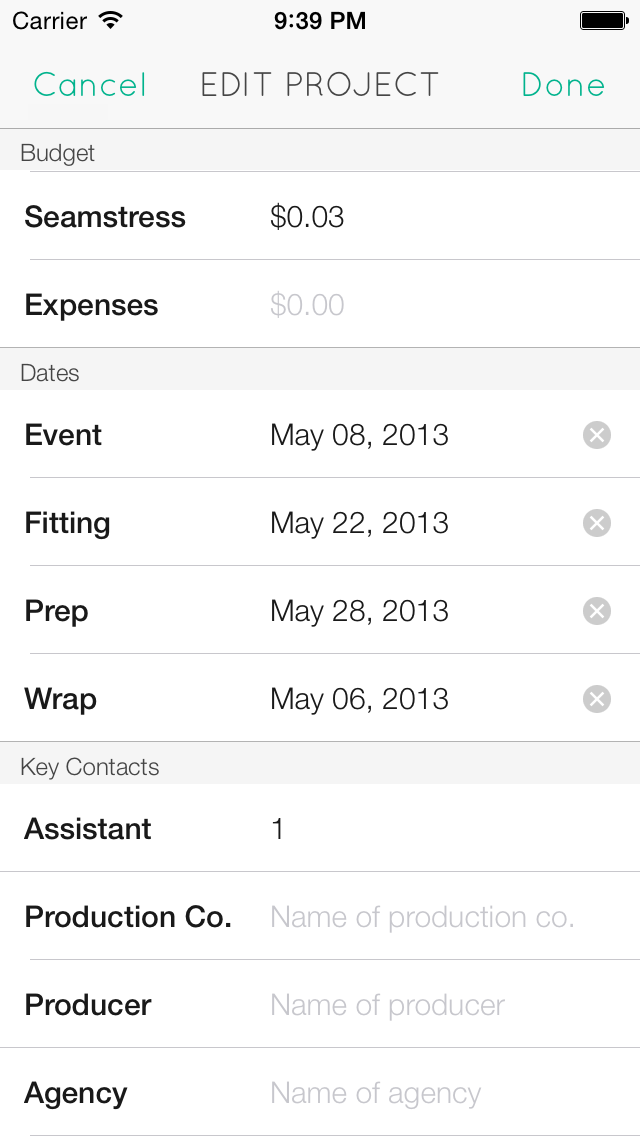 Carrier 9:39 PM
Cancel EDIT PROJECT Done
Budget
Seamstress $0.03
Expenses $0.00
Dates
Event May 08, 2013
Fitting May 22, 2013
Prep May 28, 2013
Wrap May 06, 2013
Key Contacts
Assistant 1
Production Co. Name of production co.
Producer Name of producer
Agency Name of agency